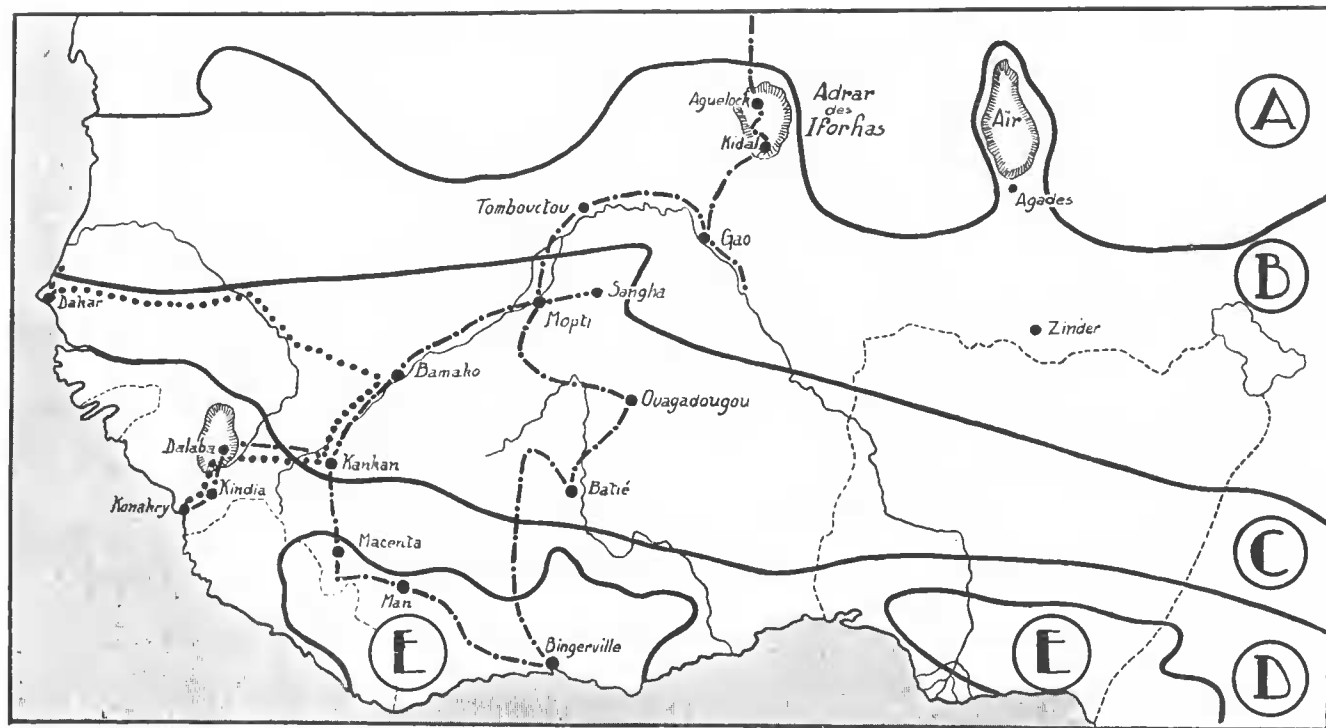 A
Aguelock
Adrar
des
Iforhas
Aïr
Kidal
Agades
Tombouctou
Gao
B
Dakar
Sangha
Mopti
Zinder
Bamako
Ouagadougou
Dalaba
Kankan
Kindia
Batié
Konakry
C
Macenta
Man
E
Bingerville
E
D